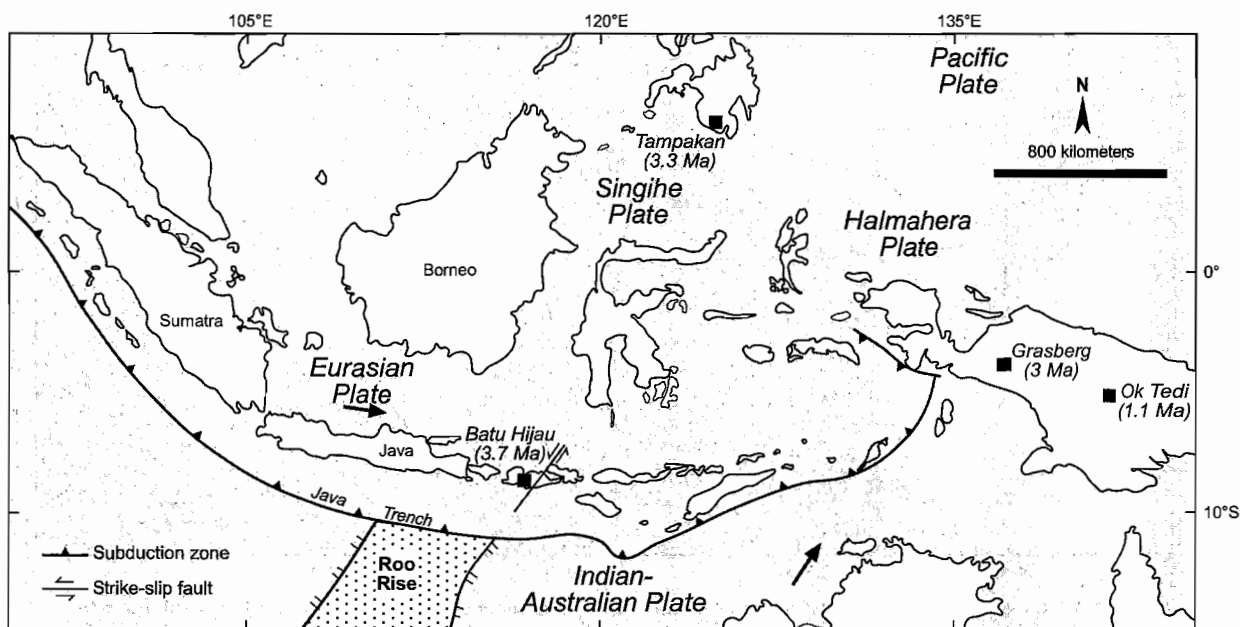 105°E
120°E
135°E
Pacific
Plate
N
800 kilometers
Tampakan
(3.3 Ma)
Singihe
Plate
Halmahera
Plate
0°
Borneo
Sumatra
Grasberg
(3 Ma)
Ok Tedi
(1.1 Ma)
Eurasian
Plate
Batu Hijau
(3.7 Ma)
Java
Java Trench
10°S
Subduction zone
Strike-slip fault
Roo
Rise
Indian-
Australian Plate